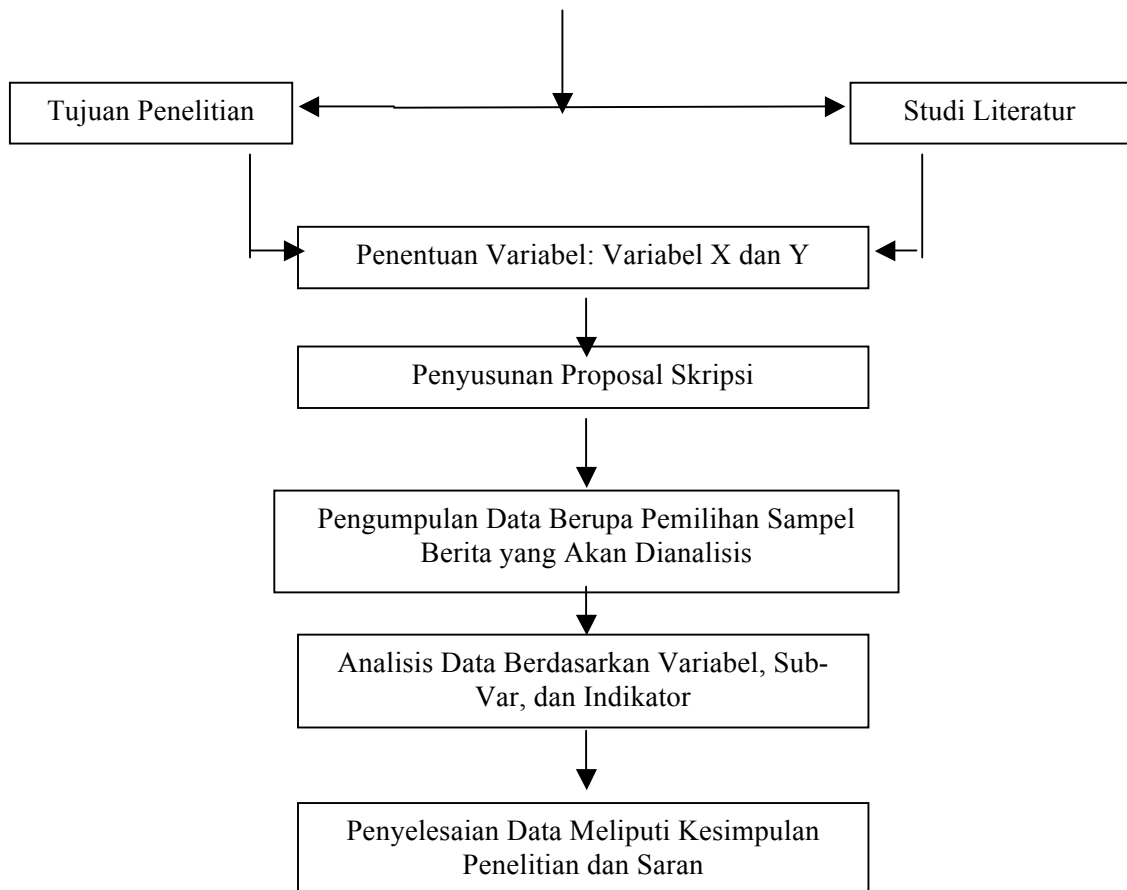 Tujuan Penelitian
Studi Literatur
Penentuan Variabel: Variabel X dan Y
Penyusunan Proposal Skripsi
Pengumpulan Data Berupa Pemilihan Sampel
Berita yang Akan Dianalisis
Analisis Data Berdasarkan Variabel, Sub-
Var, dan Indikator
Penyelesaian Data Meliputi Kesimpulan
Penelitian dan Saran